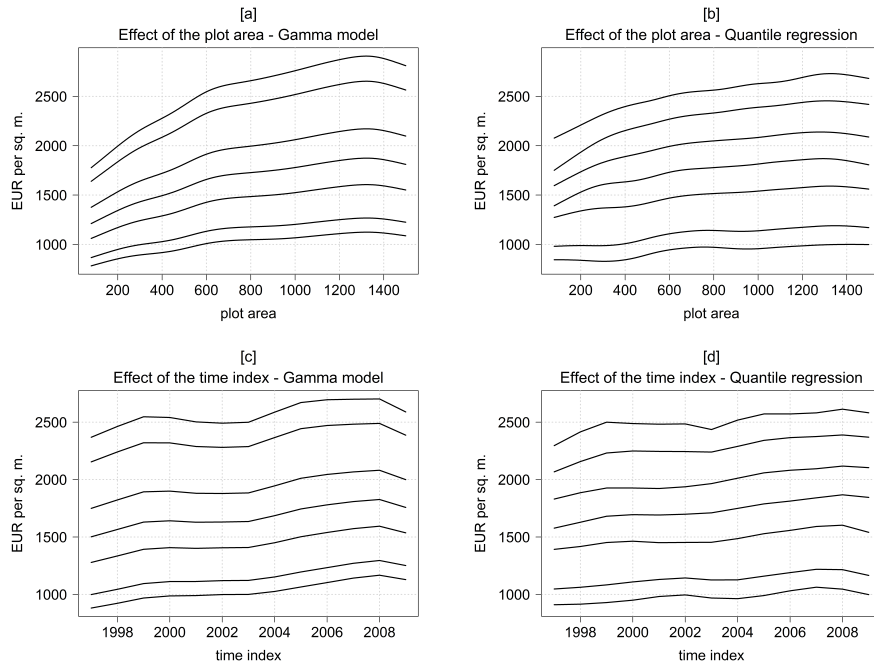 [a]
Effect of the plot area - Gamma model
EUR per sq. m.
2500
2000
1500
1000
200 400 600 800 1000 1200 1400
plot area
[b]
Effect of the plot area - Quantile regression
EUR per sq. m.
2500
2000
1500
1000
200 400 600 800 1000 1200 1400
plot area
[c]
Effect of the time index - Gamma model
EUR per sq. m.
2500
2000
1500
1000
1998 2000 2002 2004 2006 2008
time index
[d]
Effect of the time index - Quantile regression
EUR per sq. m.
2500
2000
1500
1000
1998 2000 2002 2004 2006 2008
time index